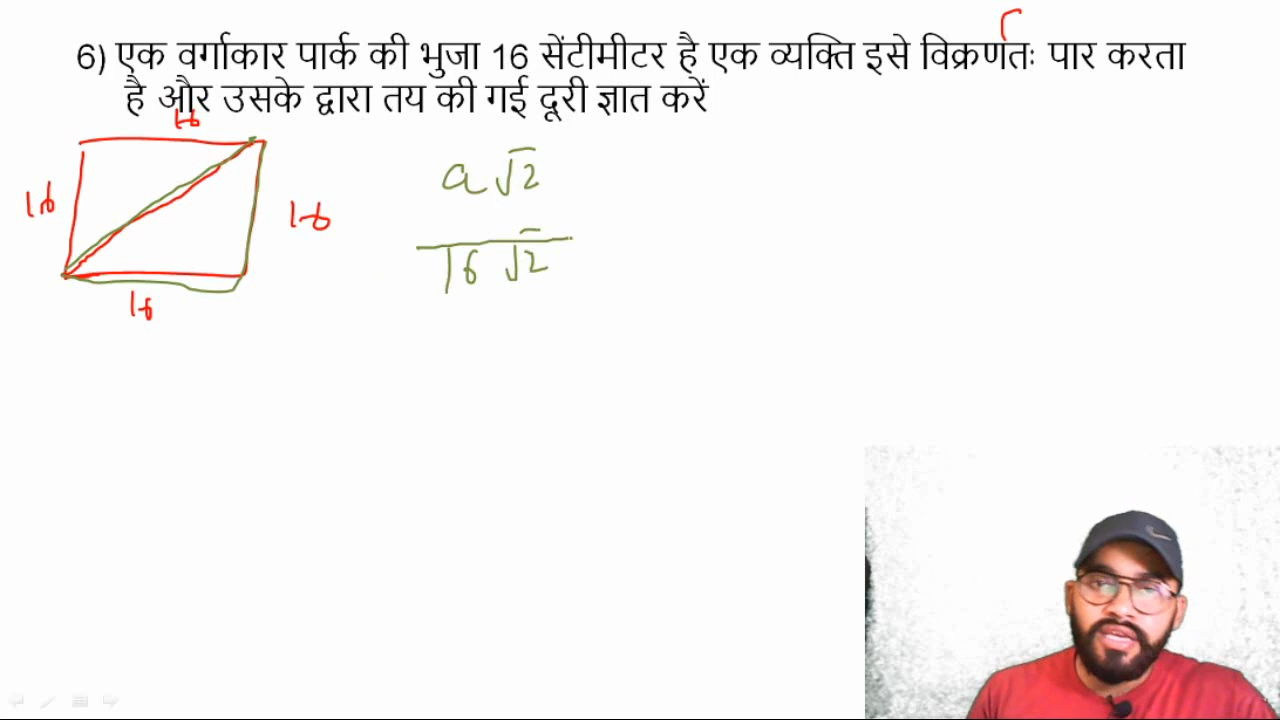 6) एक वर्गाकार पार्क की भुजा 16 सेंटीमीटर है एक व्यक्ति इसे विक्रणतः पार करता
है और उसके द्वारा तय की गई दूरी ज्ञात करें
16
16
16
16
a√2
16√2